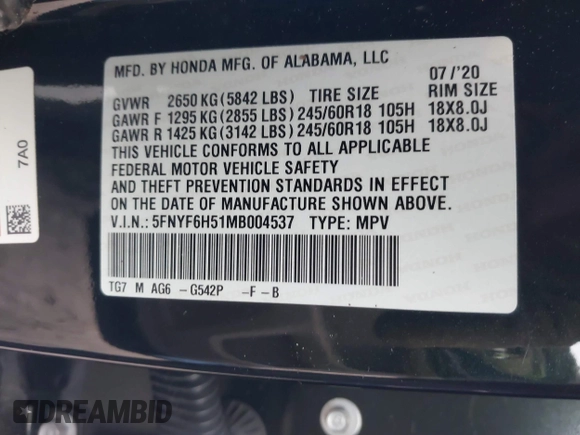 MFD. BY HONDA MFG. OF ALABAMA, LLC
07/'20
GVWR 2650 KG (5842 LBS) TIRE SIZE RIM SIZE
GAWR F 1295 KG (2855 LBS) 245/60R18 105H 18X8.0J
GAWR R 1425 KG (3142 LBS) 245/60R18 105H 18X8.0J
THIS VEHICLE CONFORMS TO ALL APPLICABLE
FEDERAL MOTOR VEHICLE SAFETY
AND THEFT PREVENTION STANDARDS IN EFFECT
ON THE DATE OF MANUFACTURE SHOWN ABOVE.
V.I.N.: 5FNYF6H51MB004537 TYPE: MPV
TG7 M AG6 -G542P -F-B
7A0
DREAMBID